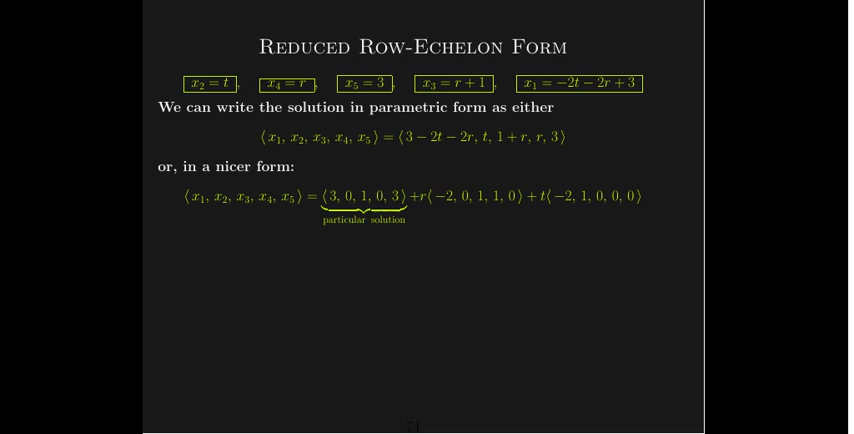 Reduced Row-Echelon Form
x₂ = t, x₄ = r, x₅ = 3, x₃ = r + 1, x₁ = −2t − 2r + 3
We can write the solution in parametric form as either
⟨x₁, x₂, x₃, x₄, x₅⟩ = ⟨3 − 2t − 2r, t, 1 + r, r, 3⟩
or, in a nicer form:
⟨x₁, x₂, x₃, x₄, x₅⟩ = ⟨3, 0, 1, 0, 3⟩ + r⟨−2, 0, 1, 1, 0⟩ + t⟨−2, 1, 0, 0, 0⟩
particular solution
74